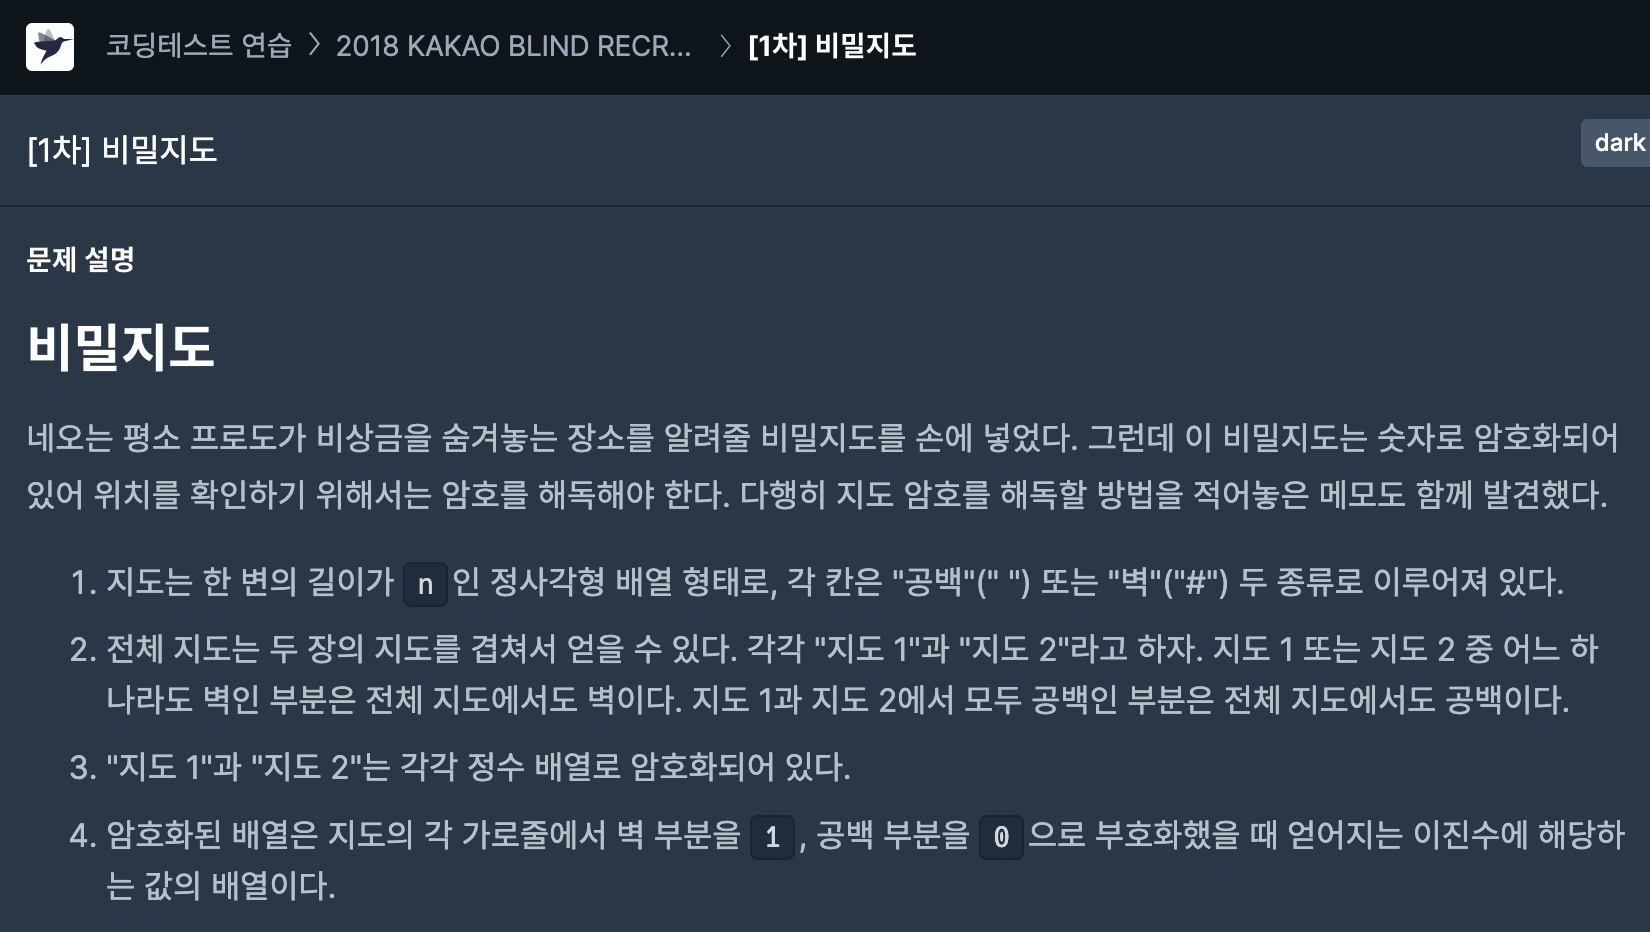 코딩테스트 연습 > 2018 KAKAO BLIND RECR... > [1차] 비밀지도
[1차] 비밀지도
dark
문제 설명
비밀지도
네오는 평소 프로도가 비상금을 숨겨놓는 장소를 알려줄 비밀지도를 손에 넣었다. 그런데 이 비밀지도는 숫자로 암호화되어
있어 위치를 확인하기 위해서는 암호를 해독해야 한다. 다행히 지도 암호를 해독할 방법을 적어놓은 메모도 함께 발견했다.
1. 지도는 한 변의 길이가 n인 정사각형 배열 형태로, 각 칸은 "공백"(" ") 또는 "벽"("#") 두 종류로 이루어져 있다.
2. 전체 지도는 두 장의 지도를 겹쳐서 얻을 수 있다. 각각 "지도 1"과 "지도 2"라고 하자. 지도 1 또는 지도 2 중 어느 하
나라도 벽인 부분은 전체 지도에서도 벽이다. 지도 1과 지도 2에서 모두 공백인 부분은 전체 지도에서도 공백이다.
3. "지도 1"과 "지도 2"는 각각 정수 배열로 암호화되어 있다.
4. 암호화된 배열은 지도의 각 가로줄에서 벽 부분을 1, 공백 부분을 0으로 부호화했을 때 얻어지는 이진수에 해당하
는 값의 배열이다.